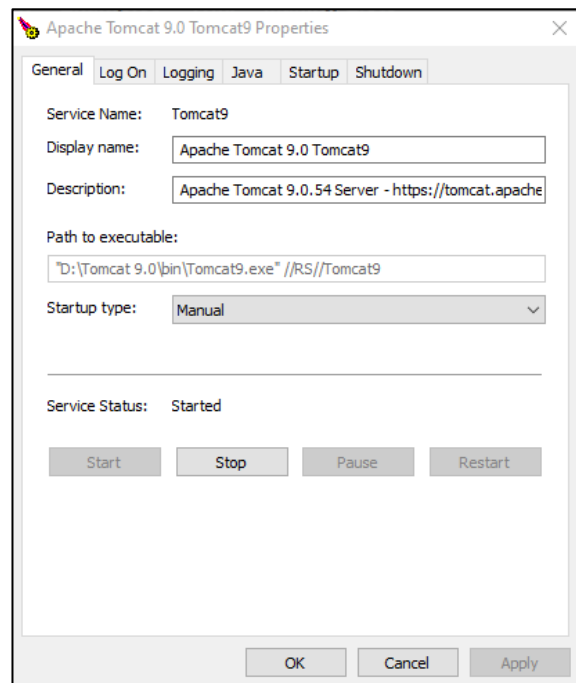 Apache Tomcat 9.0 Tomcat9 Properties
General Log On Logging Java Startup Shutdown
Service Name: Tomcat9
Display name: Apache Tomcat 9.0 Tomcat9
Description: Apache Tomcat 9.0.54 Server - https://tomcat.apache
Path to executable:
"D:\Tomcat 9.0\bin\Tomcat9.exe" //RS//Tomcat9
Startup type: Manual
Service Status: Started
Start Stop Pause Restart
OK Cancel Apply